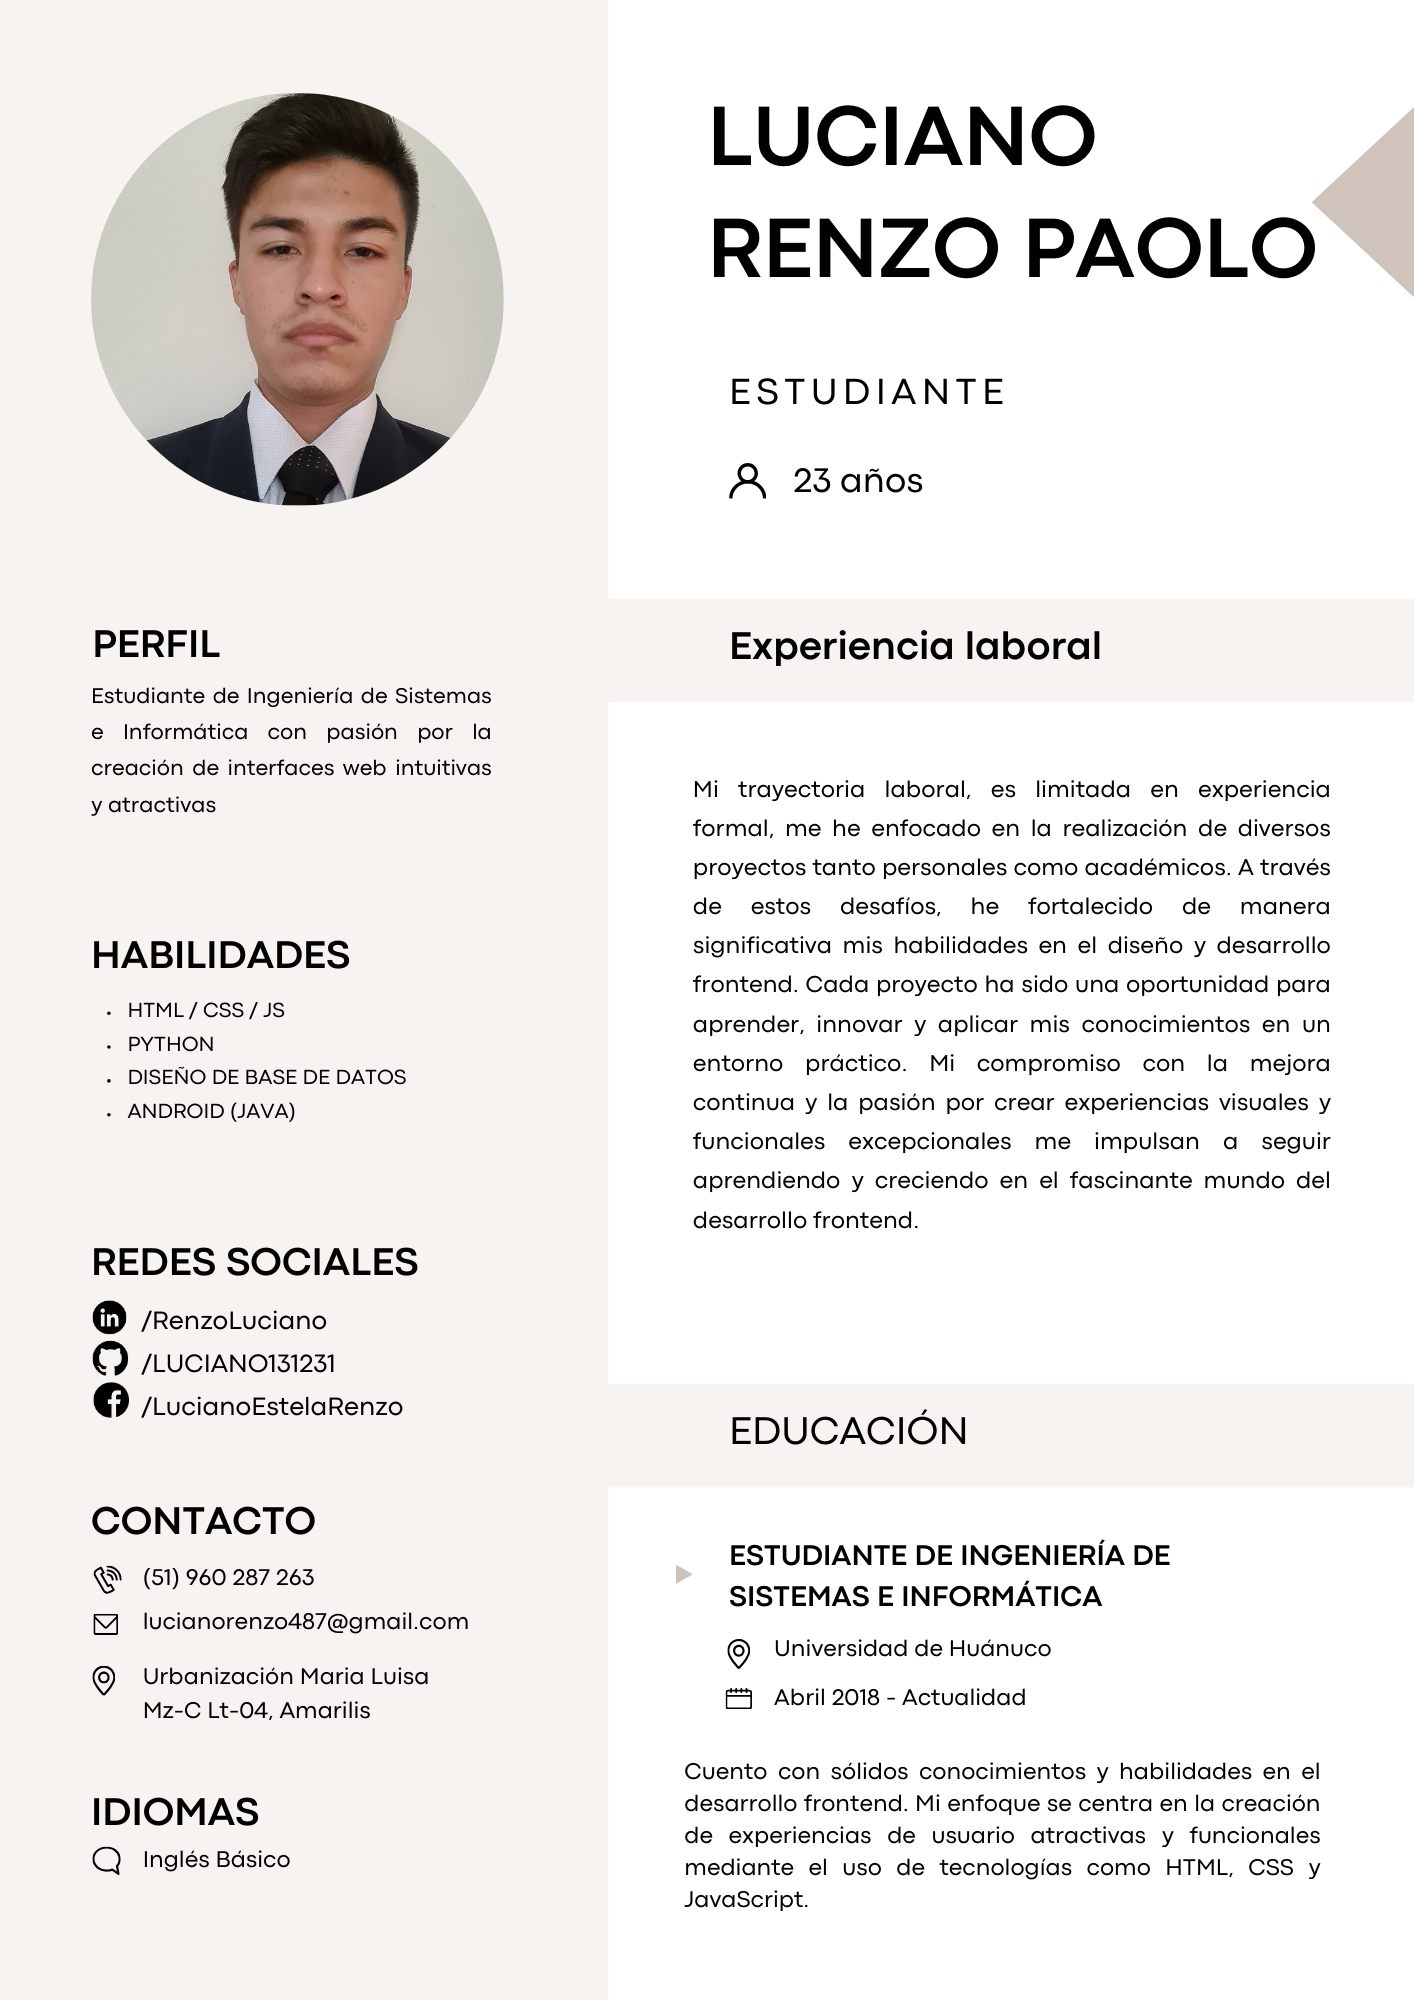 LUCIANO
RENZO PAOLO
ESTUDIANTE
23 años
PERFIL
Estudiante de Ingeniería de Sistemas
e Informática con pasión por la
creación de interfaces web intuitivas
y atractivas
HABILIDADES
HTML / CSS / JS
PYTHON
DISEÑO DE BASE DE DATOS
ANDROID (JAVA)
REDES SOCIALES
in /RenzoLuciano
/LUCIANO131231
f /LucianoEstelaRenzo
CONTACTO
(51) 960 287 263
lucianorenzo487@gmail.com
Urbanización Maria Luisa
Mz-C Lt-04, Amarilis
IDIOMAS
Inglés Básico
Experiencia laboral
Mi trayectoria laboral, es limitada en experiencia
formal, me he enfocado en la realización de diversos
proyectos tanto personales como académicos. A través
de estos desafíos, he fortalecido de manera
significativa mis habilidades en el diseño y desarrollo
frontend. Cada proyecto ha sido una oportunidad para
aprender, innovar y aplicar mis conocimientos en un
entorno práctico. Mi compromiso con la mejora
continua y la pasión por crear experiencias visuales y
funcionales excepcionales me impulsan a seguir
aprendiendo y creciendo en el fascinante mundo del
desarrollo frontend.
EDUCACIÓN
ESTUDIANTE DE INGENIERÍA DE
SISTEMAS E INFORMÁTICA
Universidad de Huánuco
Abril 2018 - Actualidad
Cuento con sólidos conocimientos y habilidades en el
desarrollo frontend. Mi enfoque se centra en la creación
de experiencias de usuario atractivas y funcionales
mediante el uso de tecnologías como HTML, CSS y
JavaScript.